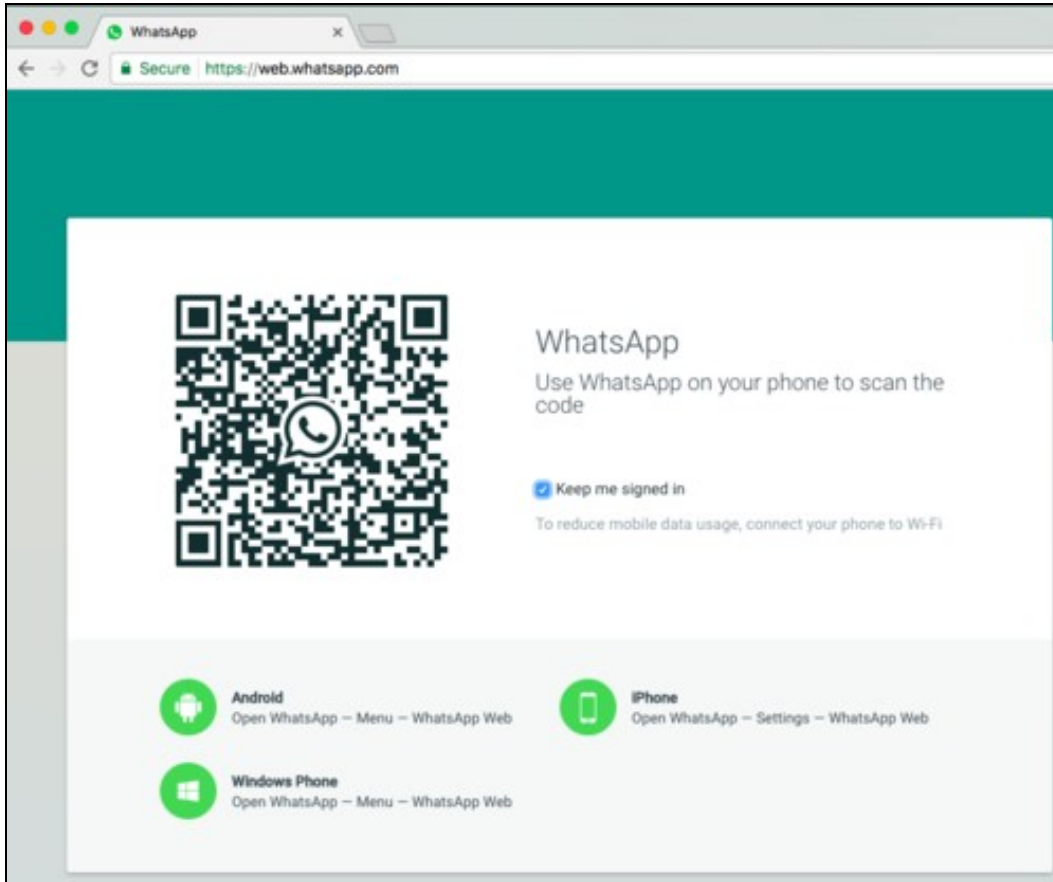 WhatsApp
Secure https://web.whatsapp.com
WhatsApp
Use WhatsApp on your phone to scan the
code
Keep me signed in
To reduce mobile data usage, connect your phone to Wi-Fi
Android
Open WhatsApp – Menu – WhatsApp Web
iPhone
Open WhatsApp – Settings – WhatsApp Web
Windows Phone
Open WhatsApp – Menu – WhatsApp Web